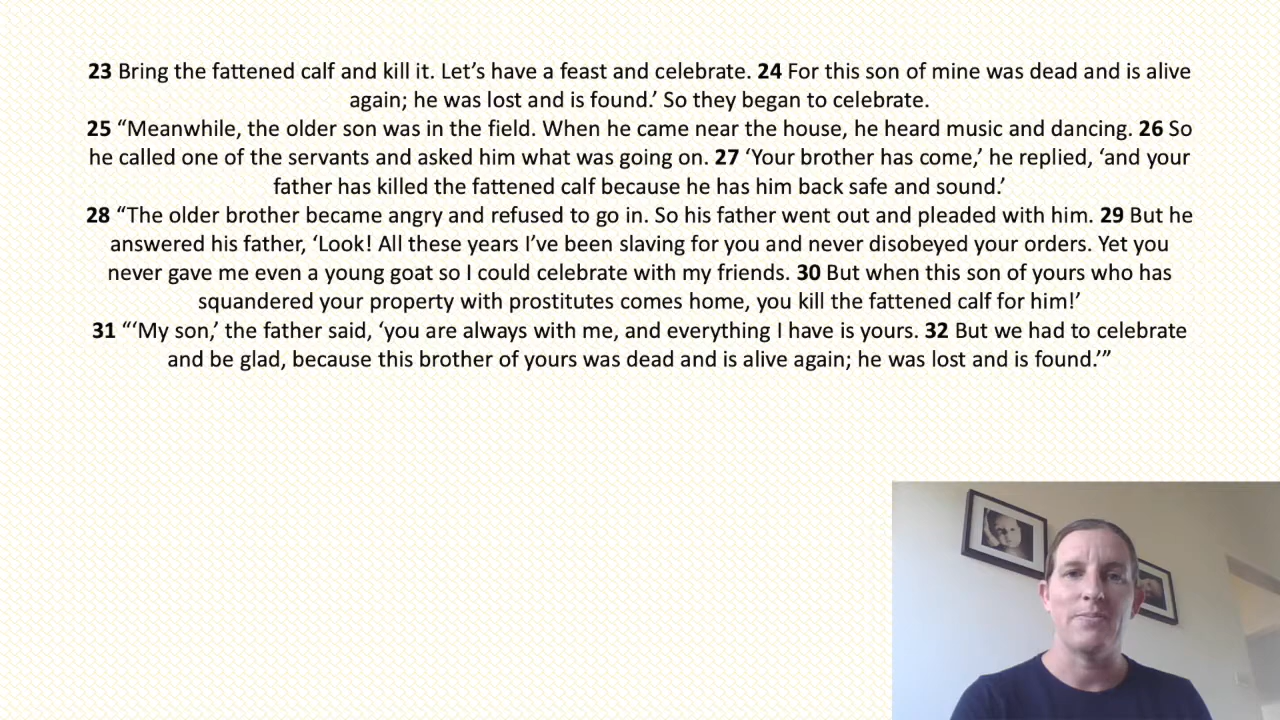 23 Bring the fattened calf and kill it. Let’s have a feast and celebrate. 24 For this son of mine was dead and is alive
again; he was lost and is found.’ So they began to celebrate.
25 “Meanwhile, the older son was in the field. When he came near the house, he heard music and dancing. 26 So
he called one of the servants and asked him what was going on. 27 ‘Your brother has come,’ he replied, ‘and your
father has killed the fattened calf because he has him back safe and sound.’
28 “The older brother became angry and refused to go in. So his father went out and pleaded with him. 29 But he
answered his father, ‘Look! All these years I’ve been slaving for you and never disobeyed your orders. Yet you
never gave me even a young goat so I could celebrate with my friends. 30 But when this son of yours who has
squandered your property with prostitutes comes home, you kill the fattened calf for him!’
31 “‘My son,’ the father said, ‘you are always with me, and everything I have is yours. 32 But we had to celebrate
and be glad, because this brother of yours was dead and is alive again; he was lost and is found.’”